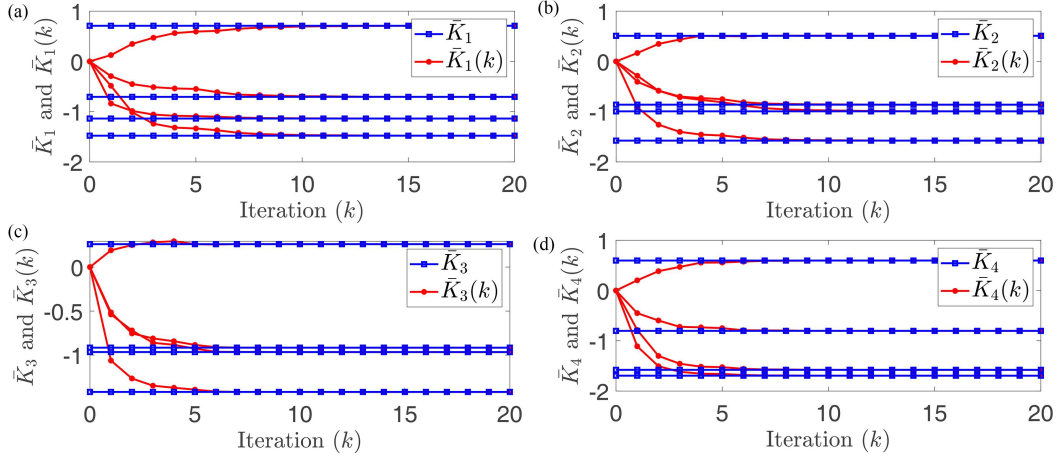 (a)
1
0
-1
-2
K̄₁ and K̄₁(k)
K̄₁
K̄₁(k)
0 5 10 15 20
Iteration (k)
(b)
1
0
-1
-2
K̄₂ and K̄₂(k)
K̄₂
K̄₂(k)
0 5 10 15 20
Iteration (k)
(c)
0
-0.5
-1
K̄₃ and K̄₃(k)
K̄₃
K̄₃(k)
0 5 10 15 20
Iteration (k)
(d)
1
0
-1
-2
K̄₄ and K̄₄(k)
K̄₄
K̄₄(k)
0 5 10 15 20
Iteration (k)